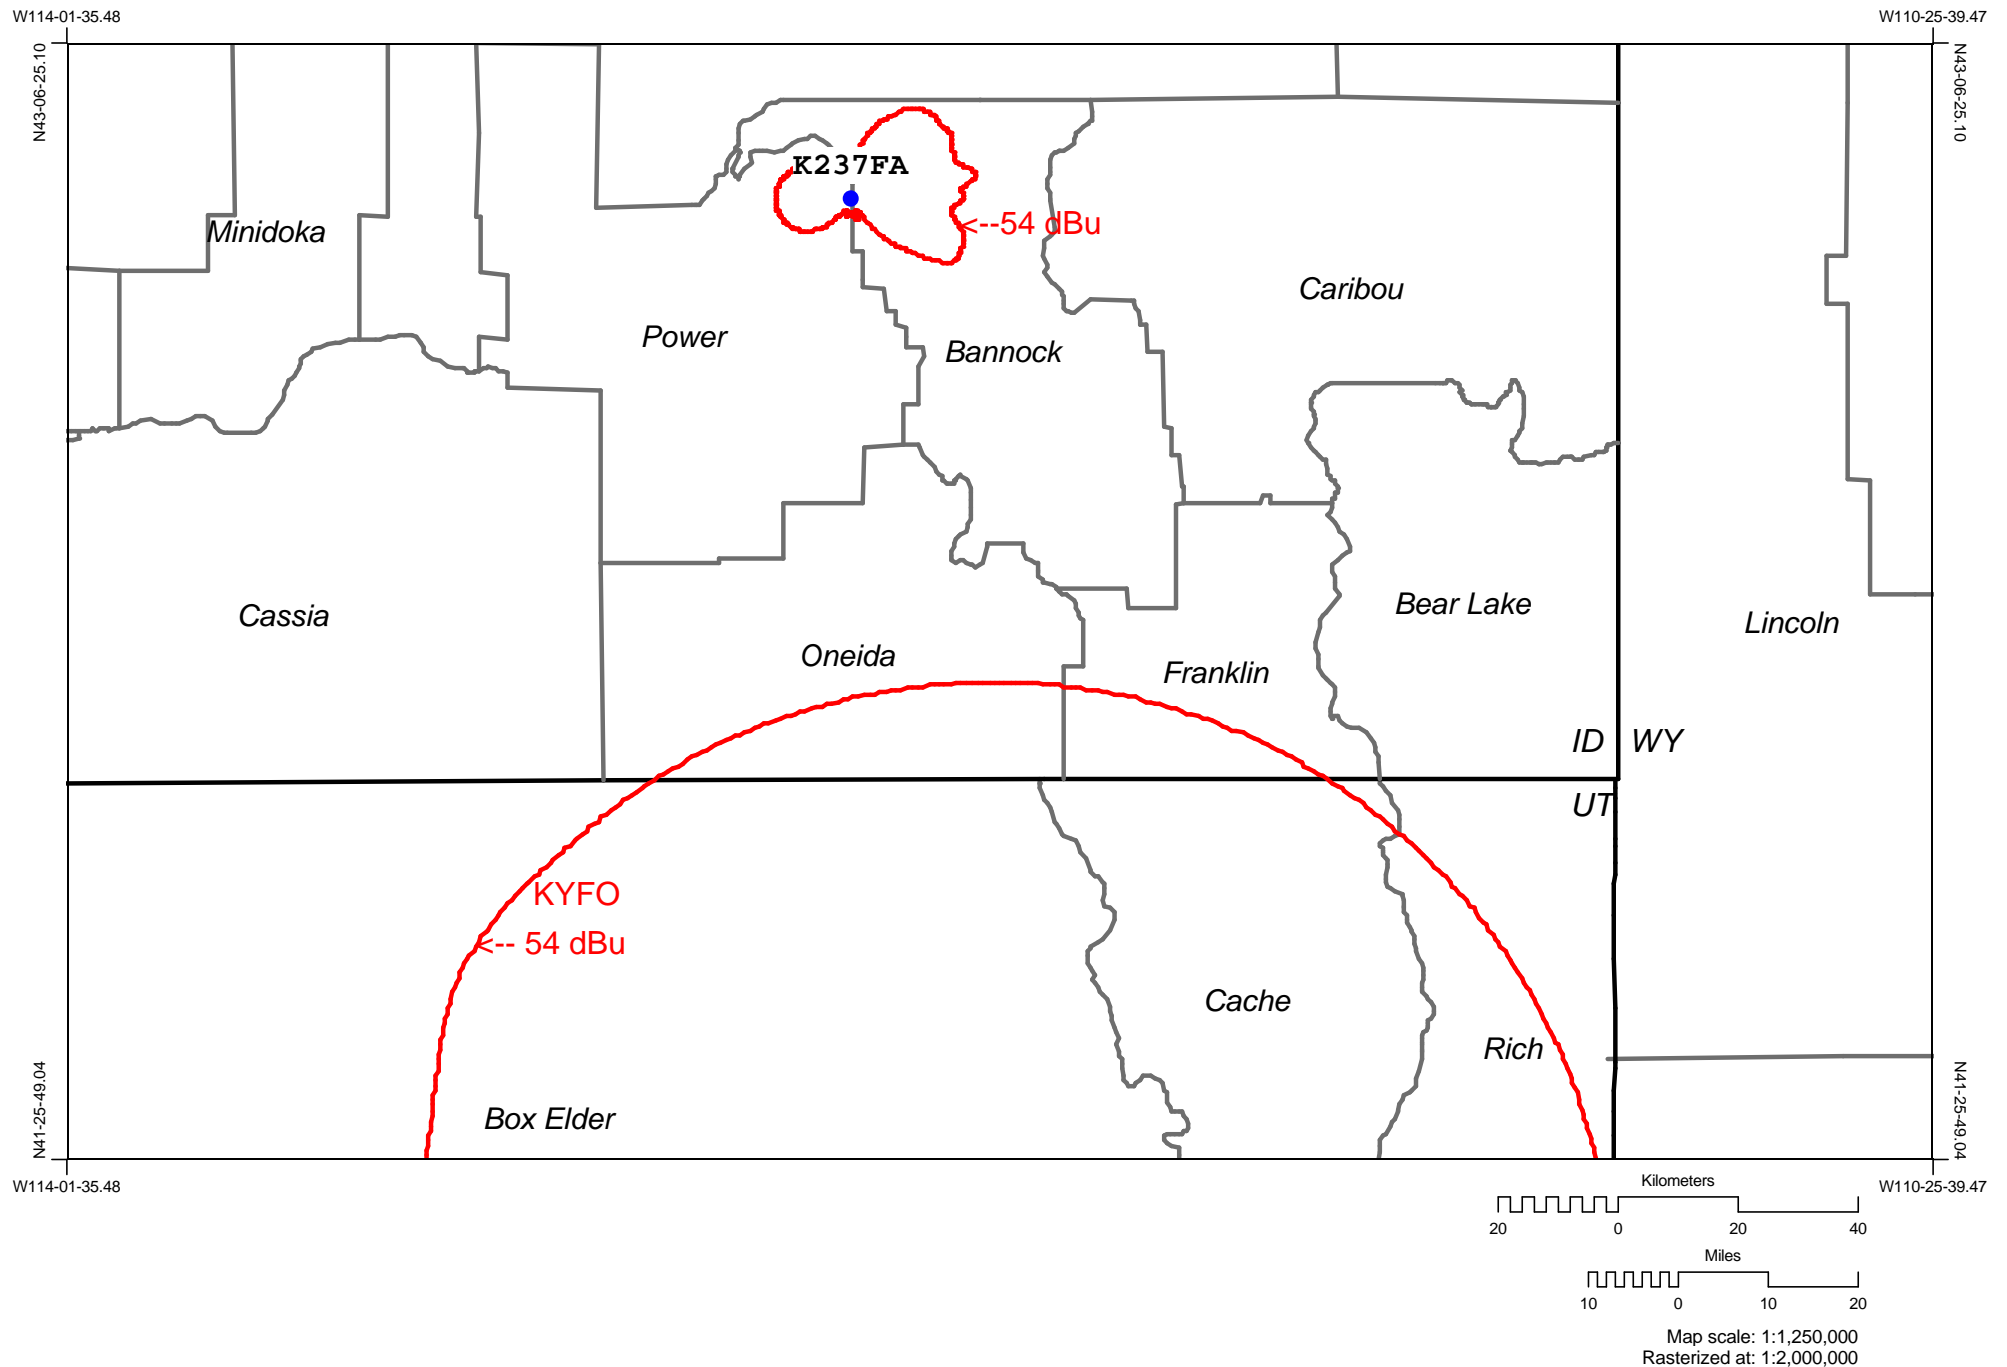 W114-01-35.48
W110-25-39.47
N43-06-25.10
N43-06-25.10
K237FA
<--54 dBu
Minidoka
Caribou
Power
Bannock
Cassia
Bear Lake
Lincoln
Oneida
Franklin
ID
WY
UT
KYFO
<-- 54 dBu
Cache
Rich
Box Elder
N41-25-49.04
N41-25-49.04
W114-01-35.48
W110-25-39.47
Kilometers
20 0 20 40
Miles
10 0 10 20
Map scale: 1:1,250,000
Rasterized at: 1:2,000,000